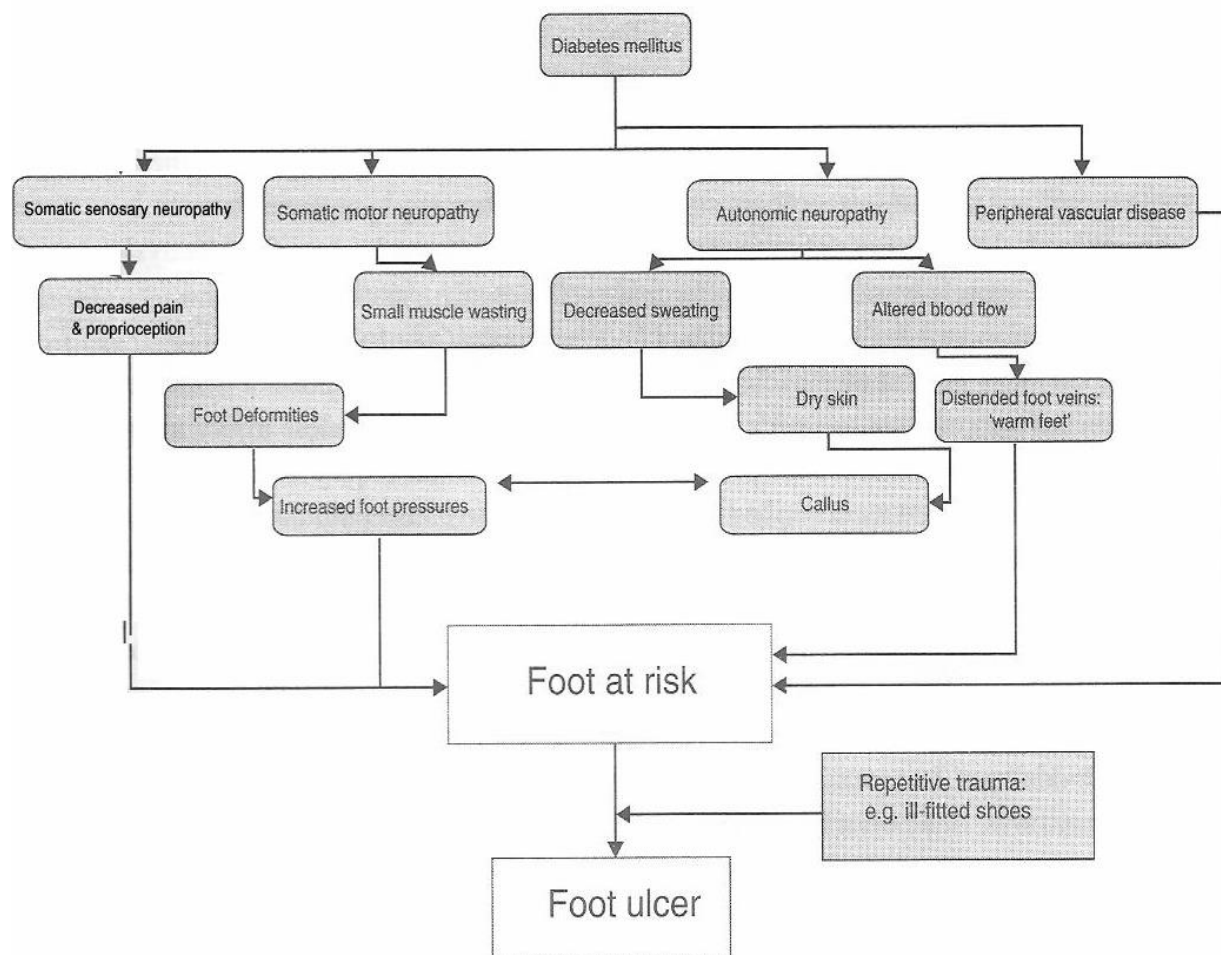 Diabetes mellitus
Somatic senosary neuropathy
Somatic motor neuropathy
Autonomic neuropathy
Peripheral vascular disease
Decreased pain
& proprioception
Small muscle wasting
Decreased sweating
Altered blood flow
Foot Deformities
Dry skin
Distended foot veins:
'warm feet'
Increased foot pressures
Callus
Foot at risk
Repetitive trauma:
e.g. ill-fitted shoes
Foot ulcer